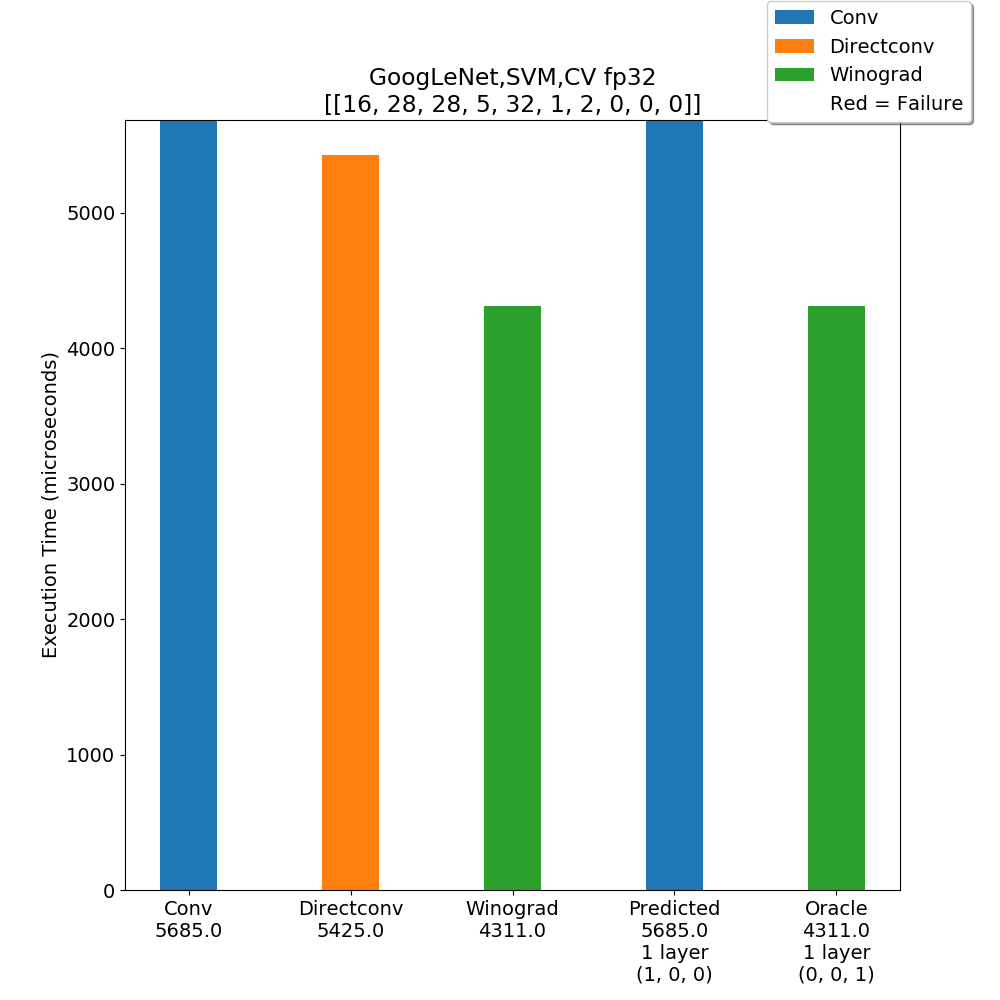 Conv
Directconv
Winograd
Red = Failure
GoogLeNet,SVM,CV fp32
[[16, 28, 28, 5, 32, 1, 2, 0, 0, 0]]
Execution Time (microseconds)
5000
4000
3000
2000
1000
0
Conv
5685.0
Directconv
5425.0
Winograd
4311.0
Predicted
5685.0
1 layer
(1, 0, 0)
Oracle
4311.0
1 layer
(0, 0, 1)